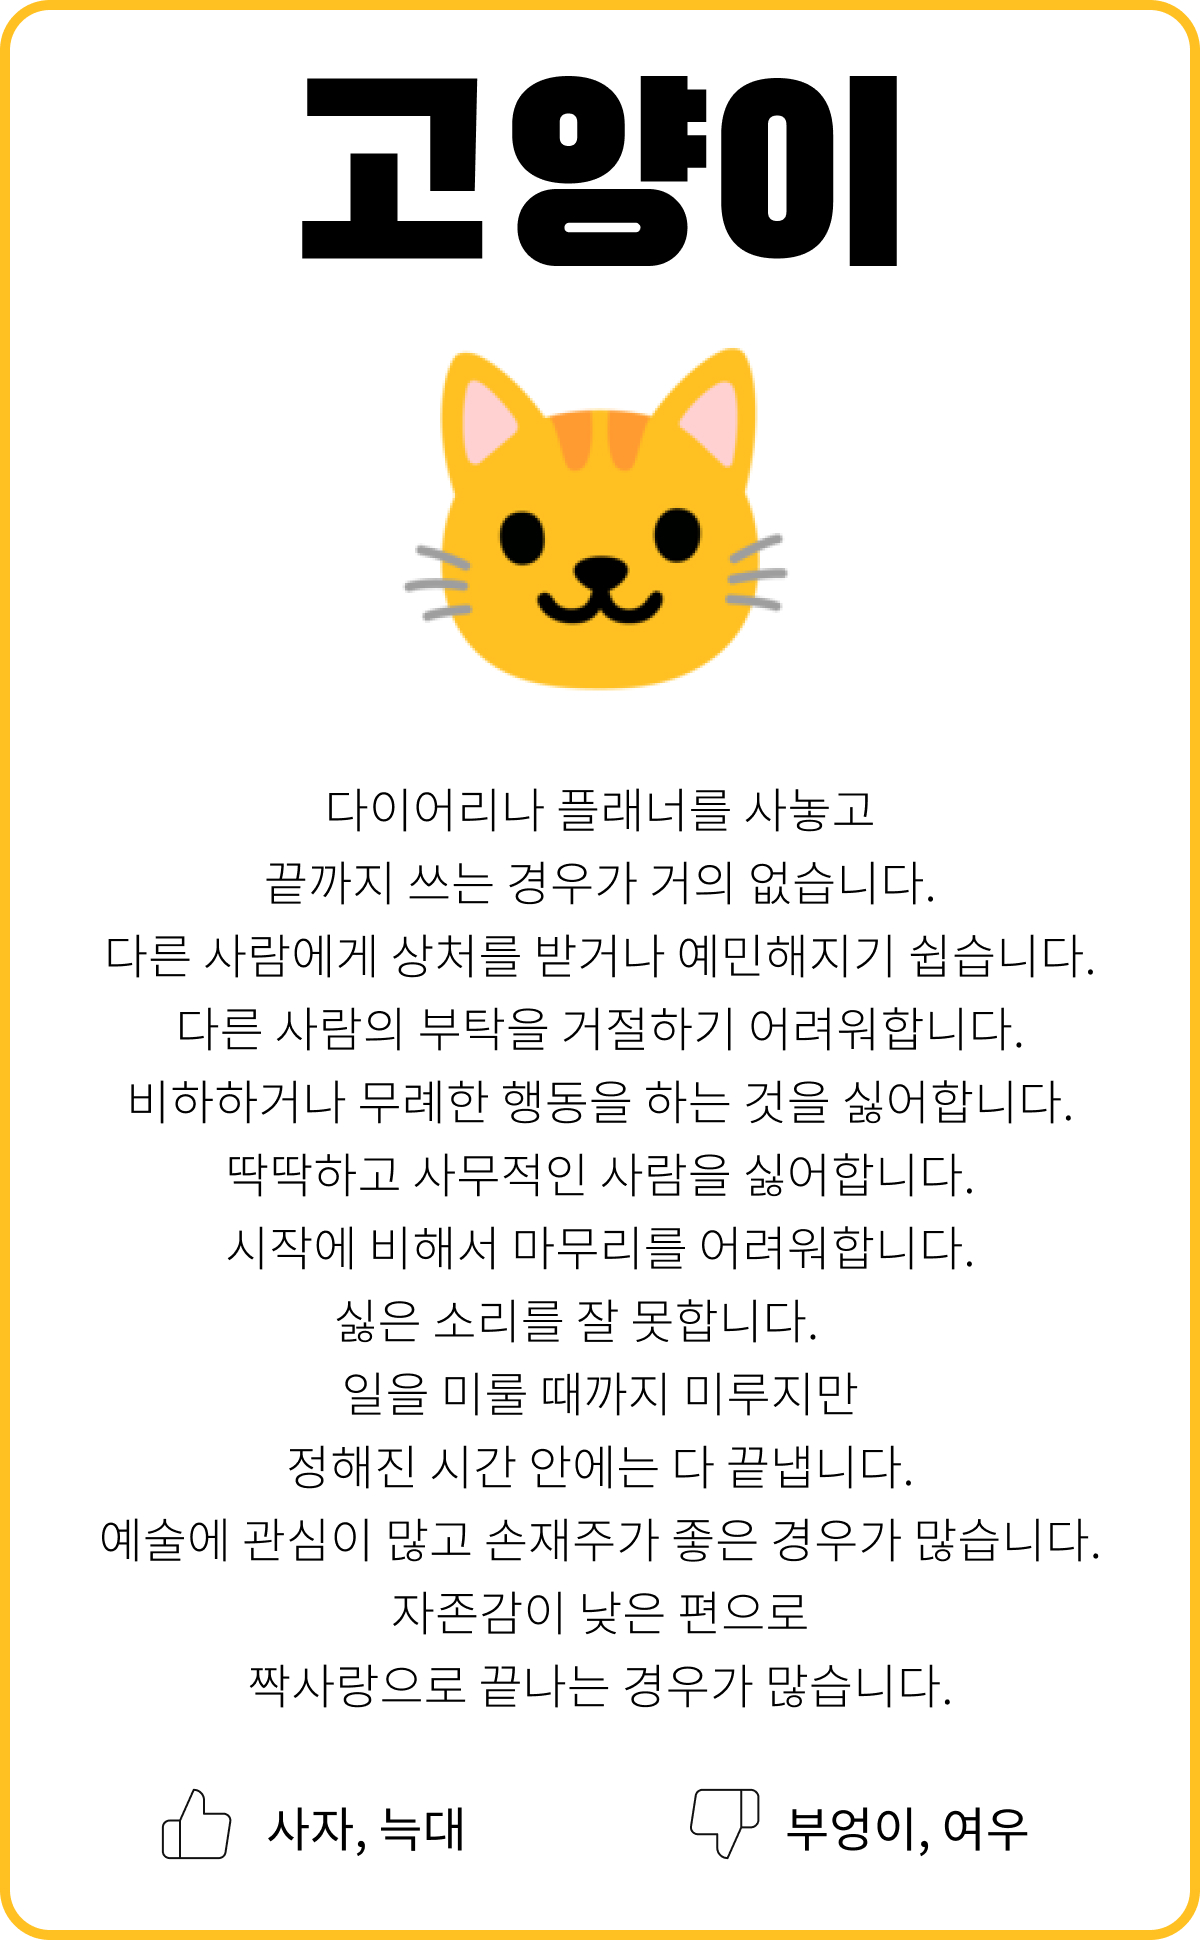 고양이
다이어리나 플래너를 사놓고
끝까지 쓰는 경우가 거의 없습니다.
다른 사람에게 상처를 받거나 예민해지기 쉽습니다.
다른 사람의 부탁을 거절하기 어려워합니다.
비하하거나 무례한 행동을 하는 것을 싫어합니다.
딱딱하고 사무적인 사람을 싫어합니다.
시작에 비해서 마무리를 어려워합니다.
싫은 소리를 잘 못합니다.
일을 미룰 때까지 미루지만
정해진 시간 안에는 다 끝냅니다.
예술에 관심이 많고 손재주가 좋은 경우가 많습니다.
자존감이 낮은 편으로
짝사랑으로 끝나는 경우가 많습니다.
사자, 늑대
부엉이, 여우